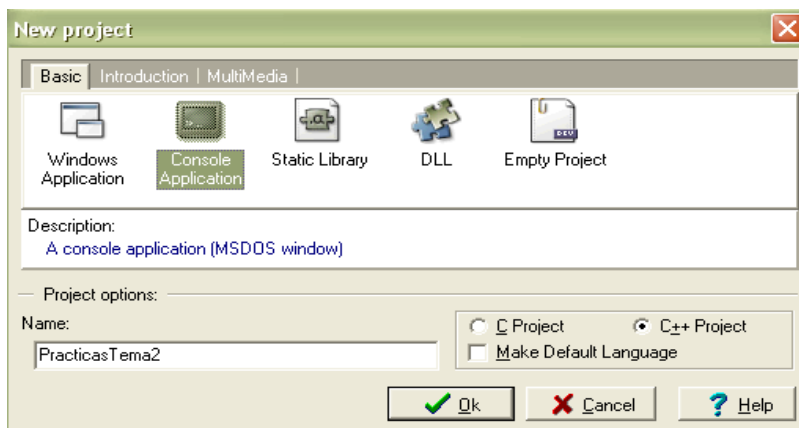 New project
Basic Introduction MultiMedia
Windows Application
Console Application
Static Library
DLL
Empty Project
Description:
A console application (MSDOS window)
Project options:
Name:
PracticasTema2
C Project C++ Project
Make Default Language
Ok Cancel Help